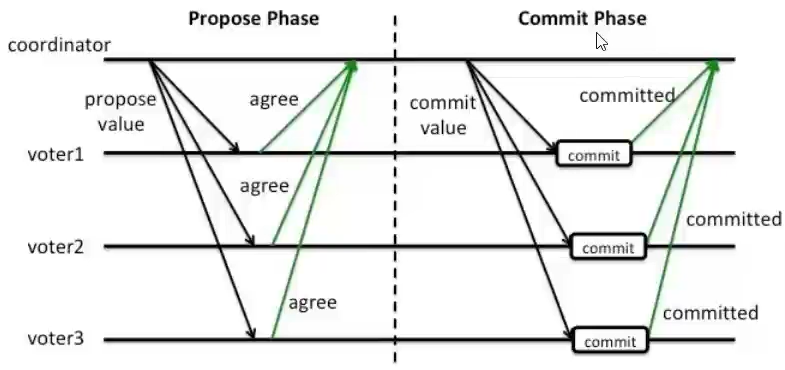 Propose Phase
Commit Phase
coordinator
propose
value
agree
commit
value
committed
voter1
commit
agree
voter2
commit
committed
agree
committed
voter3
commit